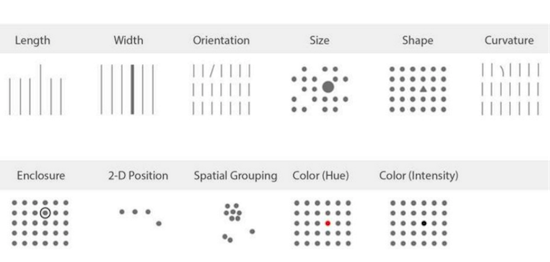 Length Width Orientation Size Shape Curvature
Enclosure 2-D Position Spatial Grouping Color (Hue) Color (Intensity)